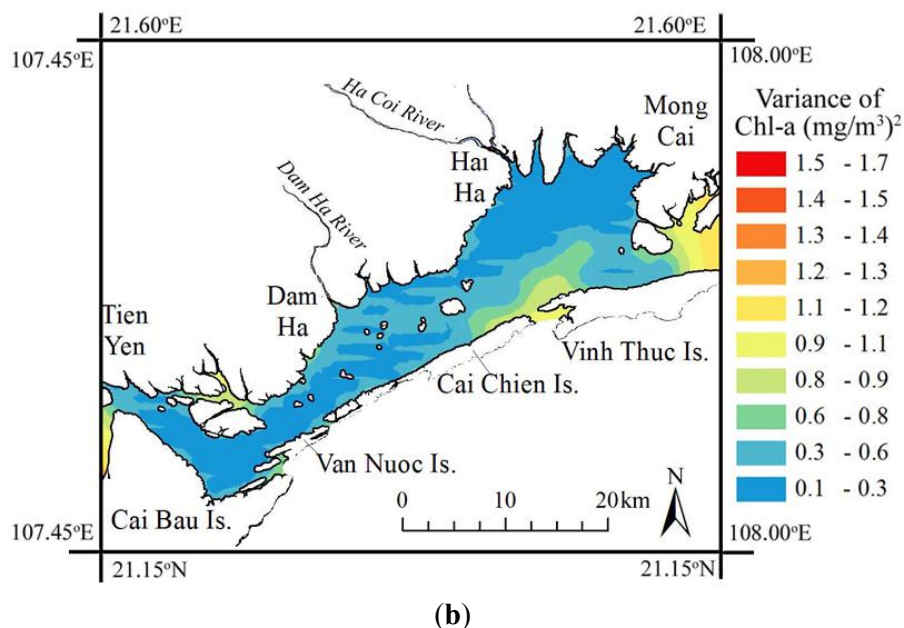 21.60°E 21.60°E
107.45°E 108.00°E
Ha Coi River
Mong
Cai
Hai
Ha
Dam Ha River
Dam
Ha
Tien
Yen
Vinh Thuc Is.
Cai Chien Is.
Van Nuoc Is.
Cai Bau Is.
Variance of
Chl-a (mg/m³)²
1.5 - 1.7
1.4 - 1.5
1.3 - 1.4
1.2 - 1.3
1.1 - 1.2
0.9 - 1.1
0.8 - 0.9
0.6 - 0.8
0.3 - 0.6
0.1 - 0.3
N
0 10 20km
107.45°E 108.00°E
21.15°N 21.15°N
(b)